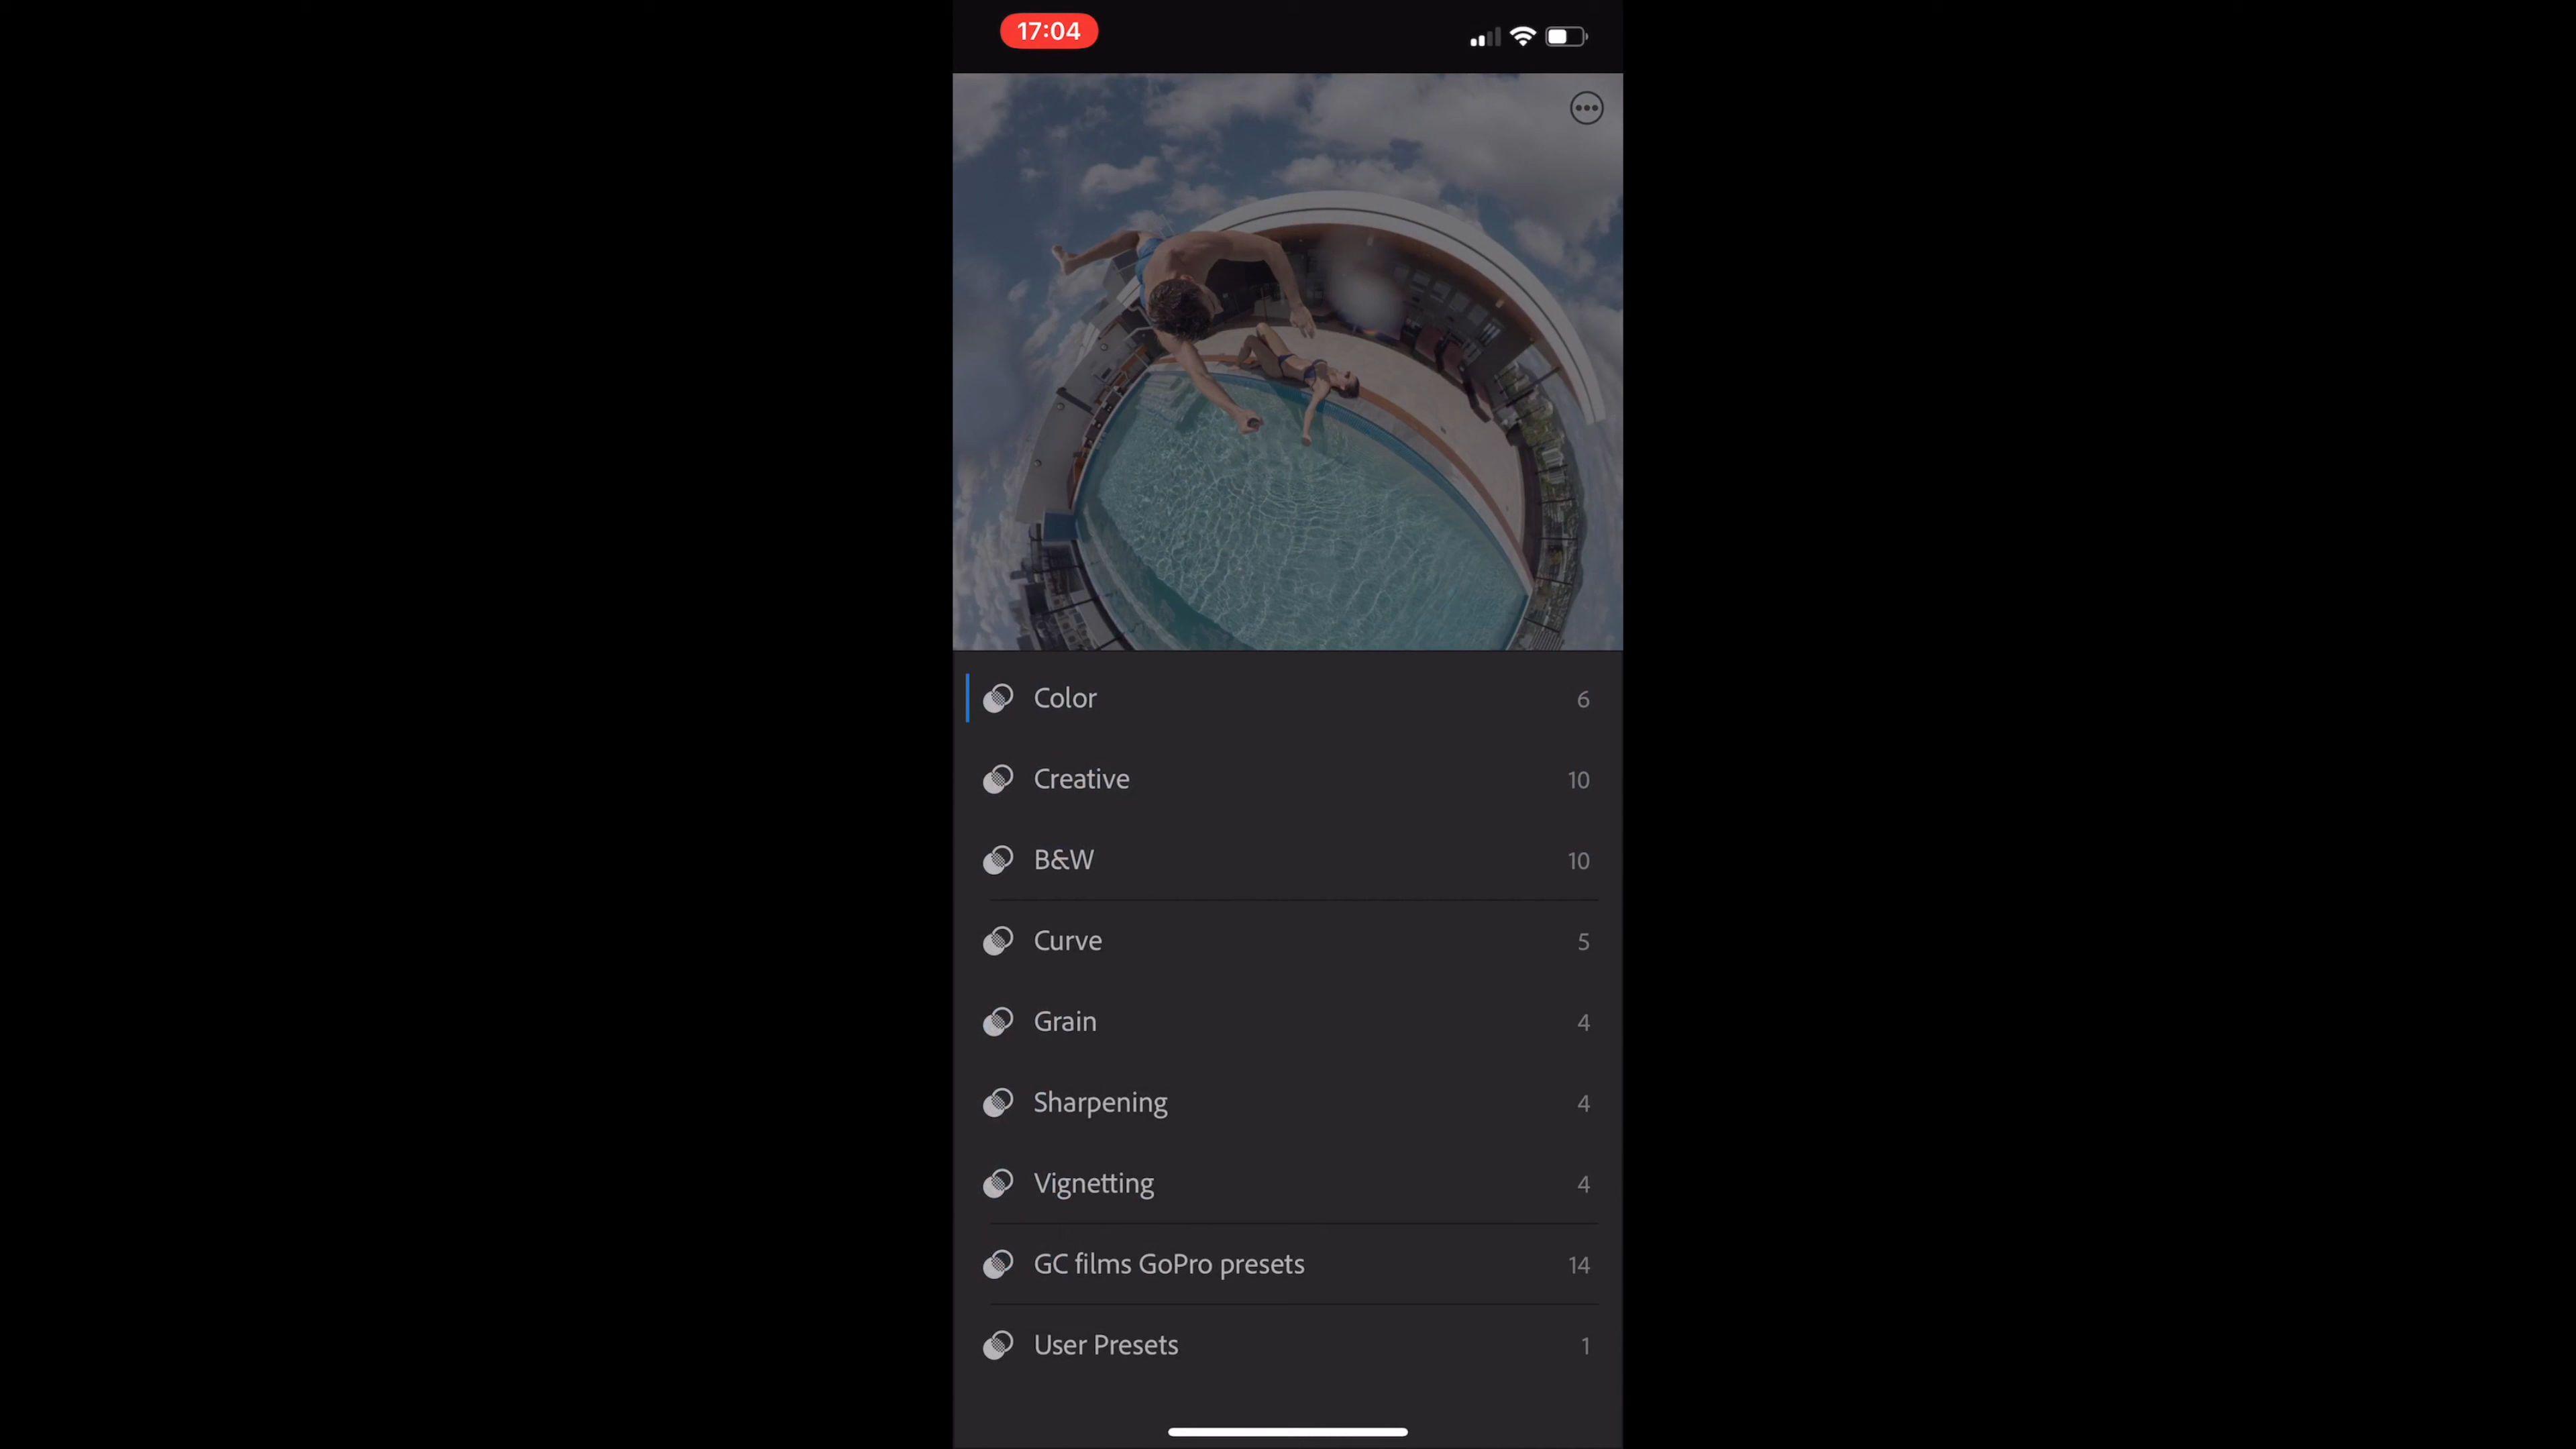 17:04
Color 6
Creative 10
B&W 10
Curve 5
Grain 4
Sharpening 4
Vignetting 4
GC films GoPro presets 14
User Presets 1